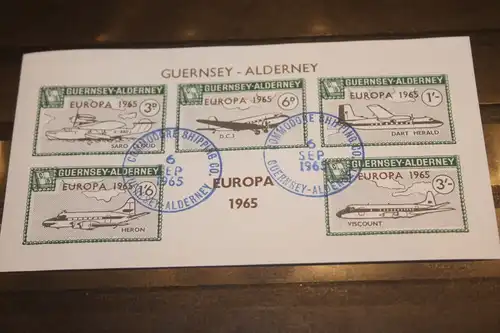 GUERNSEY - ALDERNEY
GUERNSEY-ALDERNEY
EUROPA 1965
3D
SARO CLOUD
GUERNSEY-ALDERNEY
EUROPA 1965
6D
D.C.3
GUERNSEY-ALDERNEY
EUROPA 1965
1/-
DART HERALD
COMMODORE SHIPPING CO.
6
SEP
1965
GUERNSEY-ALDERNEY
COMMODORE SHIPPING CO.
6
SEP
1965
GUERNSEY-ALDERNEY
GUERNSEY-ALDERNEY
EUROPA 1965
1/6
HERON
EUROPA
1965
GUERNSEY-ALDERNEY
EUROPA 1965
3/-
VISCOUNT